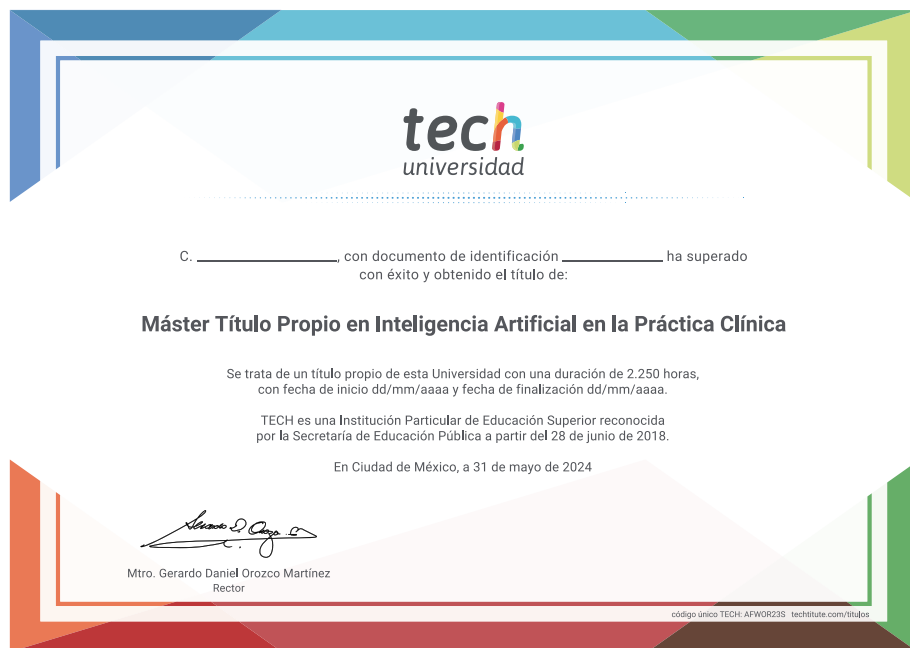 tech
universidad
C. ____________, con documento de identificación ____________ ha superado
con éxito y obtenido el título de:
Máster Título Propio en Inteligencia Artificial en la Práctica Clínica
Se trata de un título propio de esta Universidad con una duración de 2.250 horas,
con fecha de inicio dd/mm/aaaa y fecha de finalización dd/mm/aaaa.
TECH es una Institución Particular de Educación Superior reconocida
por la Secretaría de Educación Pública a partir del 28 de junio de 2018.
En Ciudad de México, a 31 de mayo de 2024
Mtro. Gerardo Daniel Orozco Martínez
Rector
código único TECH: AFWOR23S techtitute.com/titulos